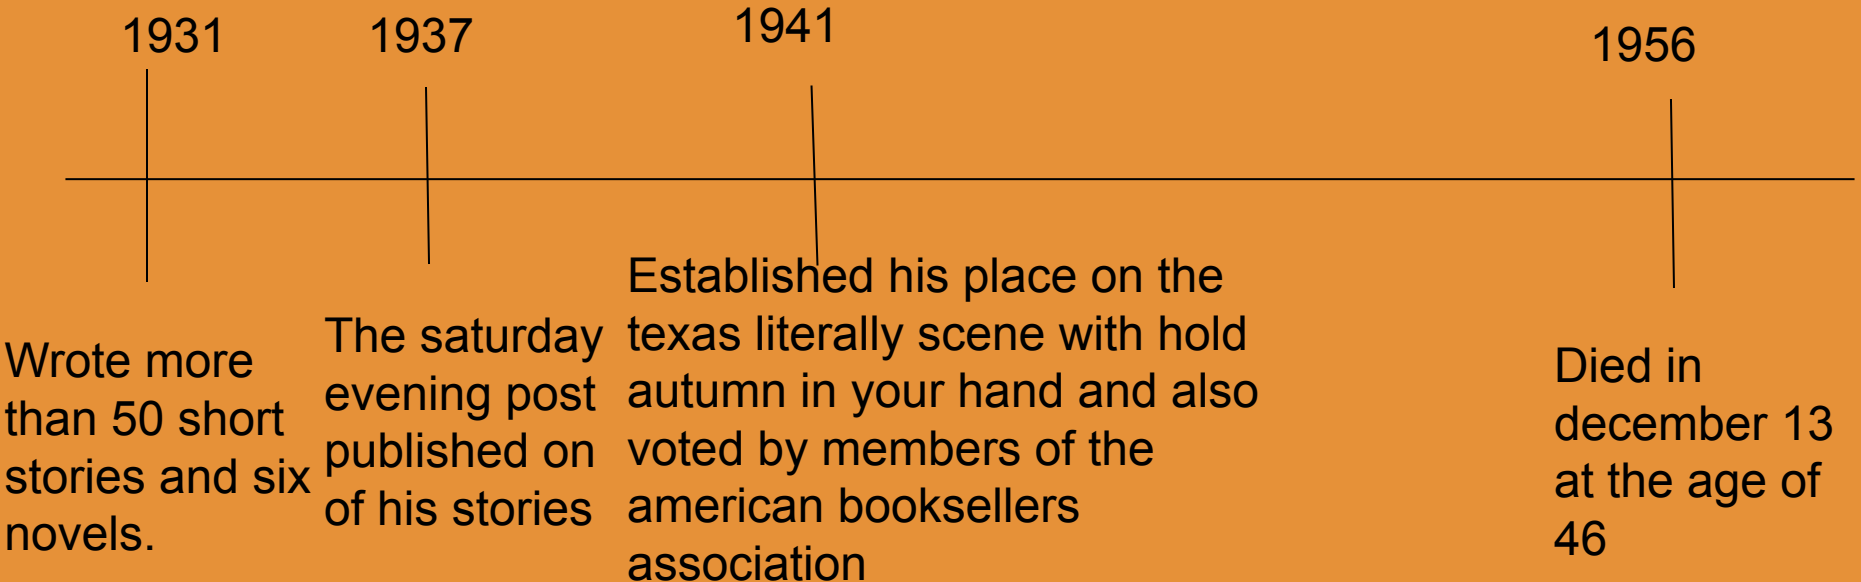 1931
1937
1941
1956
Wrote more
than 50 short
stories and six
novels.
The saturday
evening post
published on
of his stories
Established his place on the
texas literally scene with hold
autumn in your hand and also
voted by members of the
american booksellers
association
Died in
december 13
at the age of
46